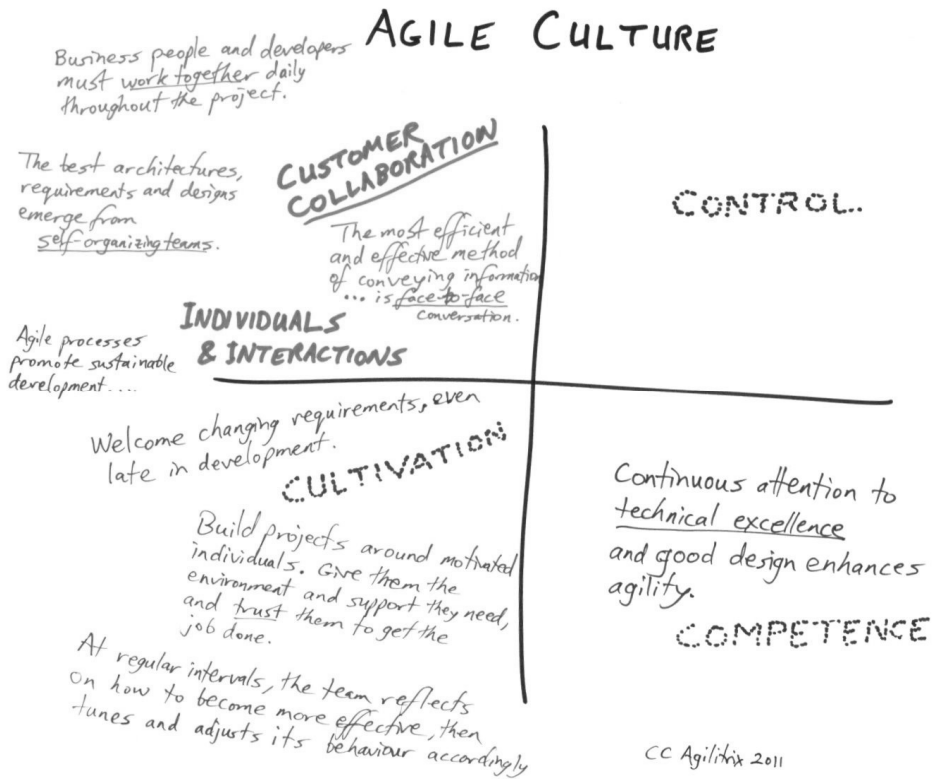 AGILE CULTURE
Business people and developers
must work together daily
throughout the project.
CUSTOMER
COLLABORATION
The best architectures,
requirements and designs
emerge from
self-organizing teams.
The most efficient
and effective method
of conveying information
... is face-to-face
conversation.
INDIVIDUALS
& INTERACTIONS
Agile processes
promote sustainable
development....
CONTROL..
Welcome changing requirements, even
late in development.
CULTIVATION
Build projects around motivated
individuals. Give them the
environment and support they need,
and trust them to get the
job done.
At regular intervals, the team reflects
on how to become more effective, then
tunes and adjusts its behaviour accordingly
Continuous attention to
technical excellence
and good design enhances
agility.
COMPETENCE
CC Agilitrix 2011